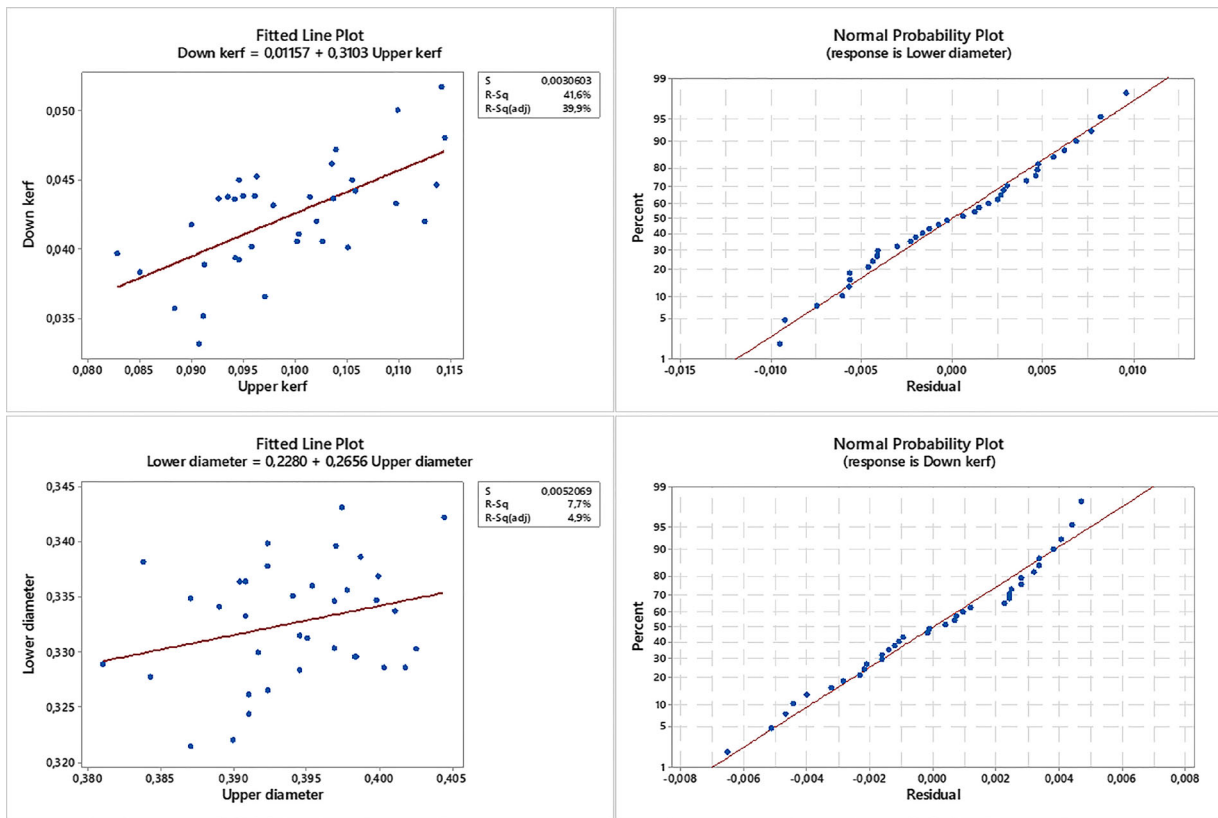 Fitted Line Plot
Down kerf = 0,01157 + 0,3103 Upper kerf
S 0,0030603
R-Sq 41,6%
R-Sq(adj) 39,9%
0,050
0,045
0,040
0,035
Down kerf
0,080 0,085 0,090 0,095 0,100 0,105 0,110 0,115
Upper kerf
Normal Probability Plot
(response is Lower diameter)
99
95
90
80
70
60
50
40
30
20
10
5
1
Percent
-0,015 -0,010 -0,005 0,000 0,005 0,010
Residual
Fitted Line Plot
Lower diameter = 0,2280 + 0,2656 Upper diameter
S 0,0052069
R-Sq 7,7%
R-Sq(adj) 4,9%
0,345
0,340
0,335
0,330
0,325
0,320
Lower diameter
0,380 0,385 0,390 0,395 0,400 0,405
Upper diameter
Normal Probability Plot
(response is Down kerf)
99
95
90
80
70
60
50
40
30
20
10
5
1
Percent
-0,008 -0,006 -0,004 -0,002 0,000 0,002 0,004 0,006 0,008
Residual